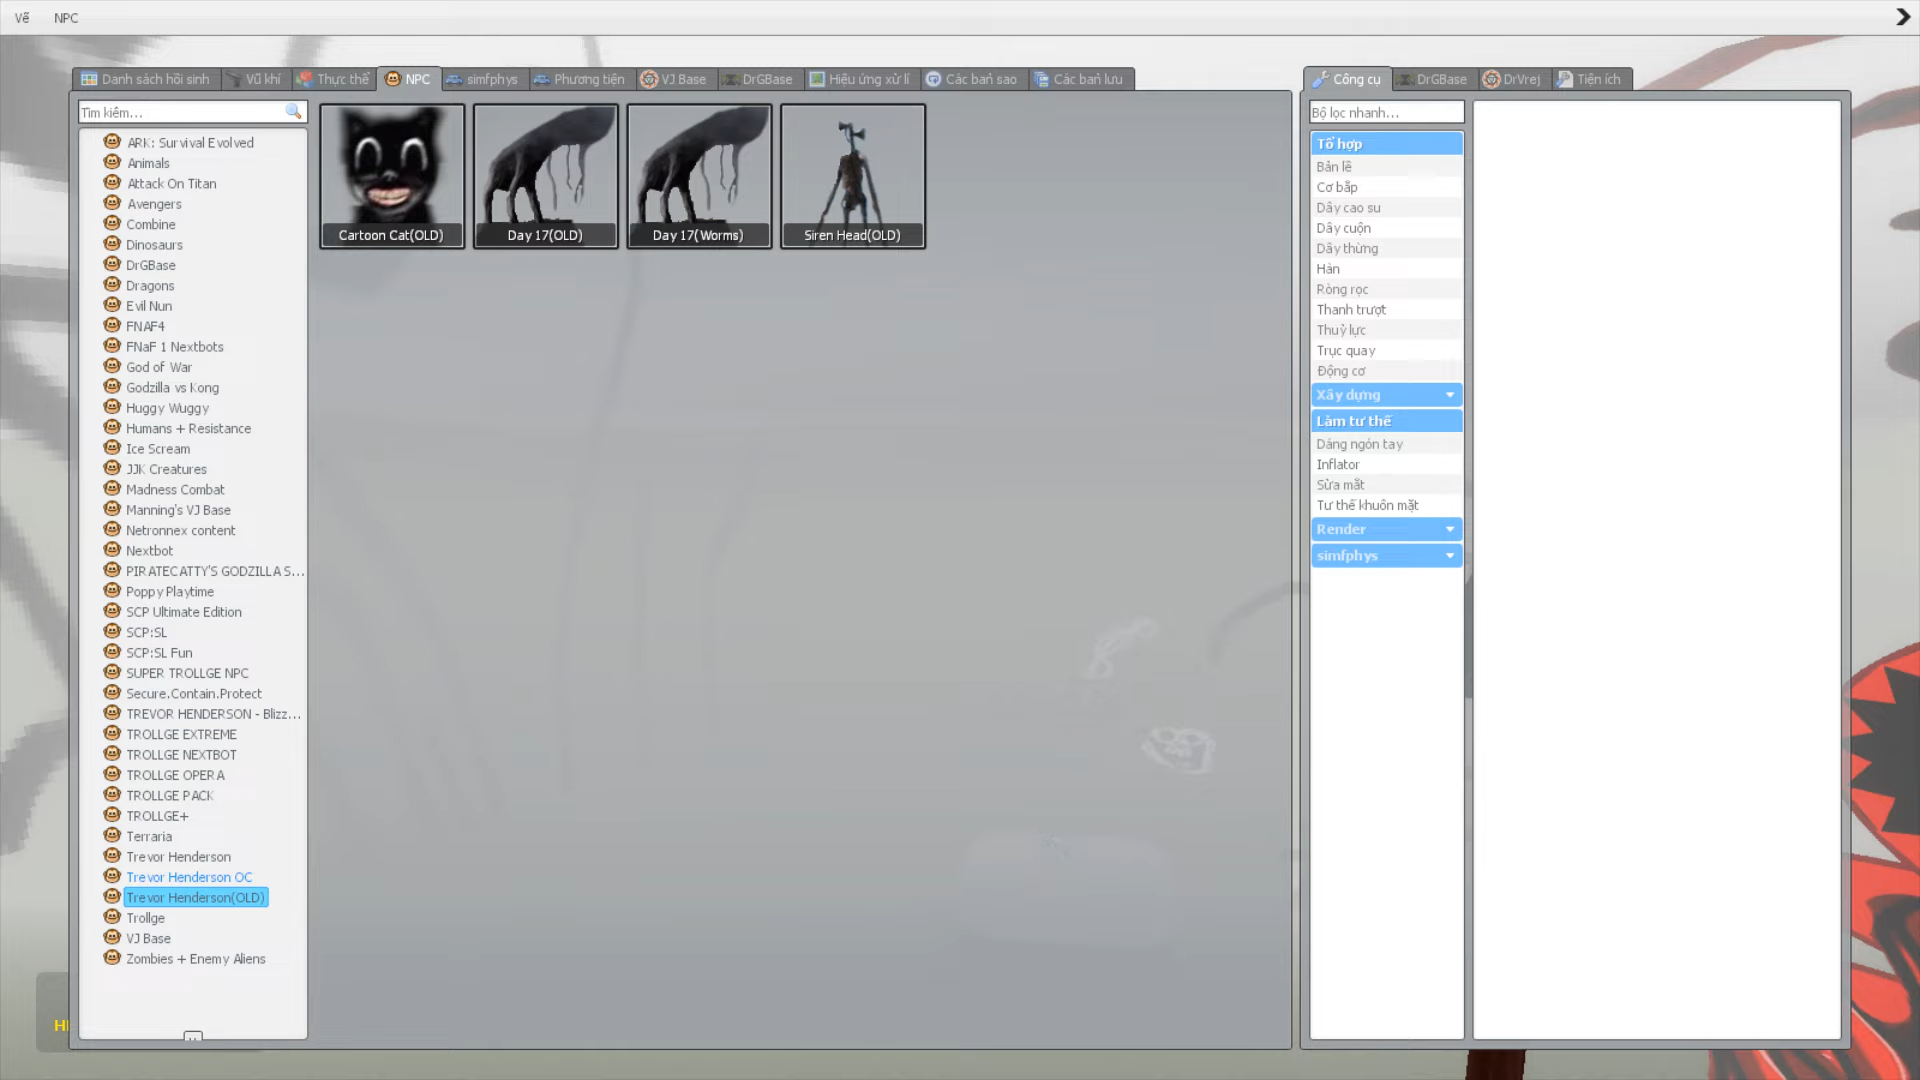 Vẽ NPC
Danh sách hồi sinh Vũ khí Thực thể NPC simfphys Phương tiện VJ Base DrGBase Hiệu ứng xử lí Các bản sao Các bản lưu
Công cụ DrGBase DrVrej Tiện ích
Tìm kiếm...
ARK: Survival Evolved
Animals
Attack On Titan
Avengers
Combine
Dinosaurs
DrGBase
Dragons
Evil Nun
FNAF4
FNaF 1 Nextbots
God of War
Godzilla vs Kong
Huggy Wuggy
Humans + Resistance
Ice Scream
JJK Creatures
Madness Combat
Manning's VJ Base
Netronnex content
Nextbot
PIRATECATTY'S GODZILLA S...
Poppy Playtime
SCP Ultimate Edition
SCP:SL
SCP:SL Fun
SUPER TROLLGE NPC
Secure.Contain.Protect
TREVOR HENDERSON - Blizz...
TROLLGE EXTREME
TROLLGE NEXTBOT
TROLLGE OPERA
TROLLGE PACK
TROLLGE+
Terraria
Trevor Henderson
Trevor Henderson OC
Trevor Henderson(OLD)
Trollge
VJ Base
Zombies + Enemy Aliens
Cartoon Cat(OLD)
Day 17(OLD)
Day 17(Worms)
Siren Head(OLD)
Bộ lọc nhanh...
Tổ hợp
Bản lề
Cơ bắp
Dây cao su
Dây cuộn
Dây thừng
Hàn
Ròng rọc
Thanh trượt
Thuỷ lực
Trục quay
Động cơ
Xây dựng
Làm tư thế
Dáng ngón tay
Inflator
Sửa mắt
Tư thế khuôn mặt
Render
simfphys